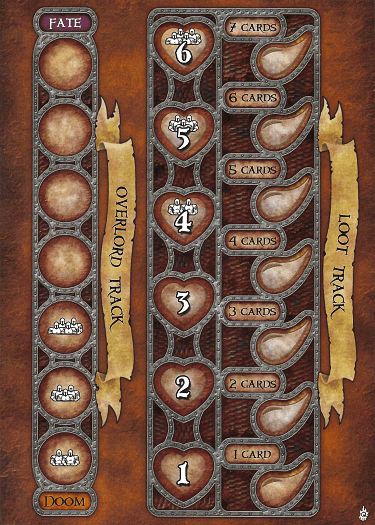 FATE
DOOM
OVERLORD TRACK
6
5
4
3
2
1
7 CARDS
6 CARDS
5 CARDS
4 CARDS
3 CARDS
2 CARDS
1 CARD
LOOT TRACK